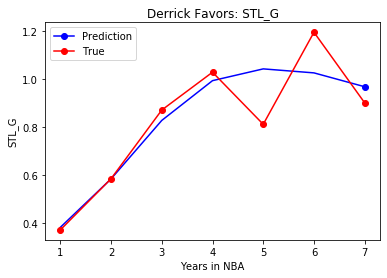 Derrick Favors: STL_G
Prediction
True
STL_G
1.2
1.0
0.8
0.6
0.4
1 2 3 4 5 6 7
Years in NBA